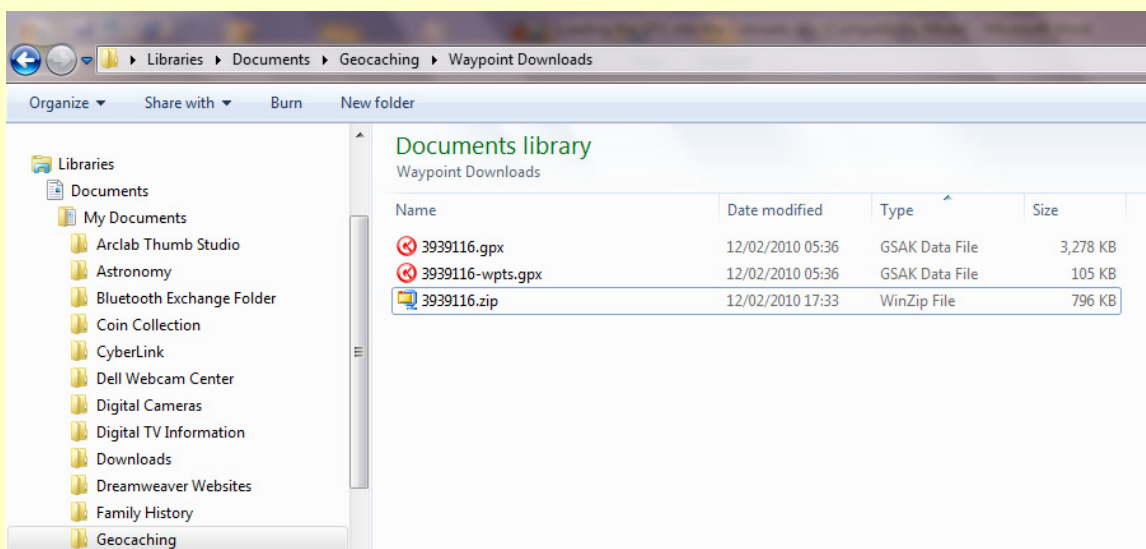 Libraries Documents Geocaching Waypoint Downloads
Organize Share with Burn New folder
Libraries
Documents
My Documents
Arclab Thumb Studio
Astronomy
Bluetooth Exchange Folder
Coin Collection
CyberLink
Dell Webcam Center
Digital Cameras
Digital TV Information
Downloads
Dreamweaver Websites
Family History
Geocaching
Documents library
Waypoint Downloads
Name Date modified Type Size
3939116.gpx 12/02/2010 05:36 GSAK Data File 3,278 KB
3939116-wpts.gpx 12/02/2010 05:36 GSAK Data File 105 KB
3939116.zip 12/02/2010 17:33 WinZip File 796 KB